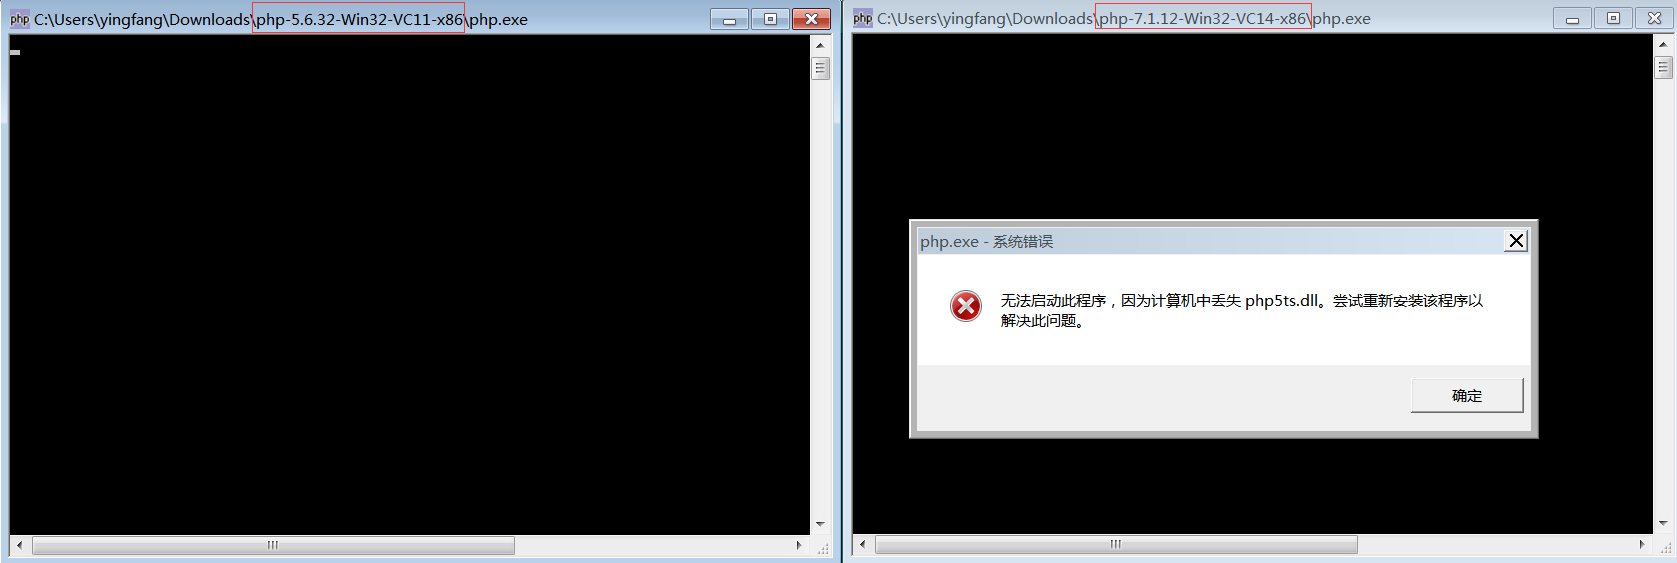 php C:\Users\yingfang\Downloads\php-5.6.32-Win32-VC11-x86\php.exe
php C:\Users\yingfang\Downloads\php-7.1.12-Win32-VC14-x86\php.exe
php.exe - 系统错误
无法启动此程序，因为计算机中丢失 php5ts.dll。尝试重新安装该程序以
解决此问题。
确定